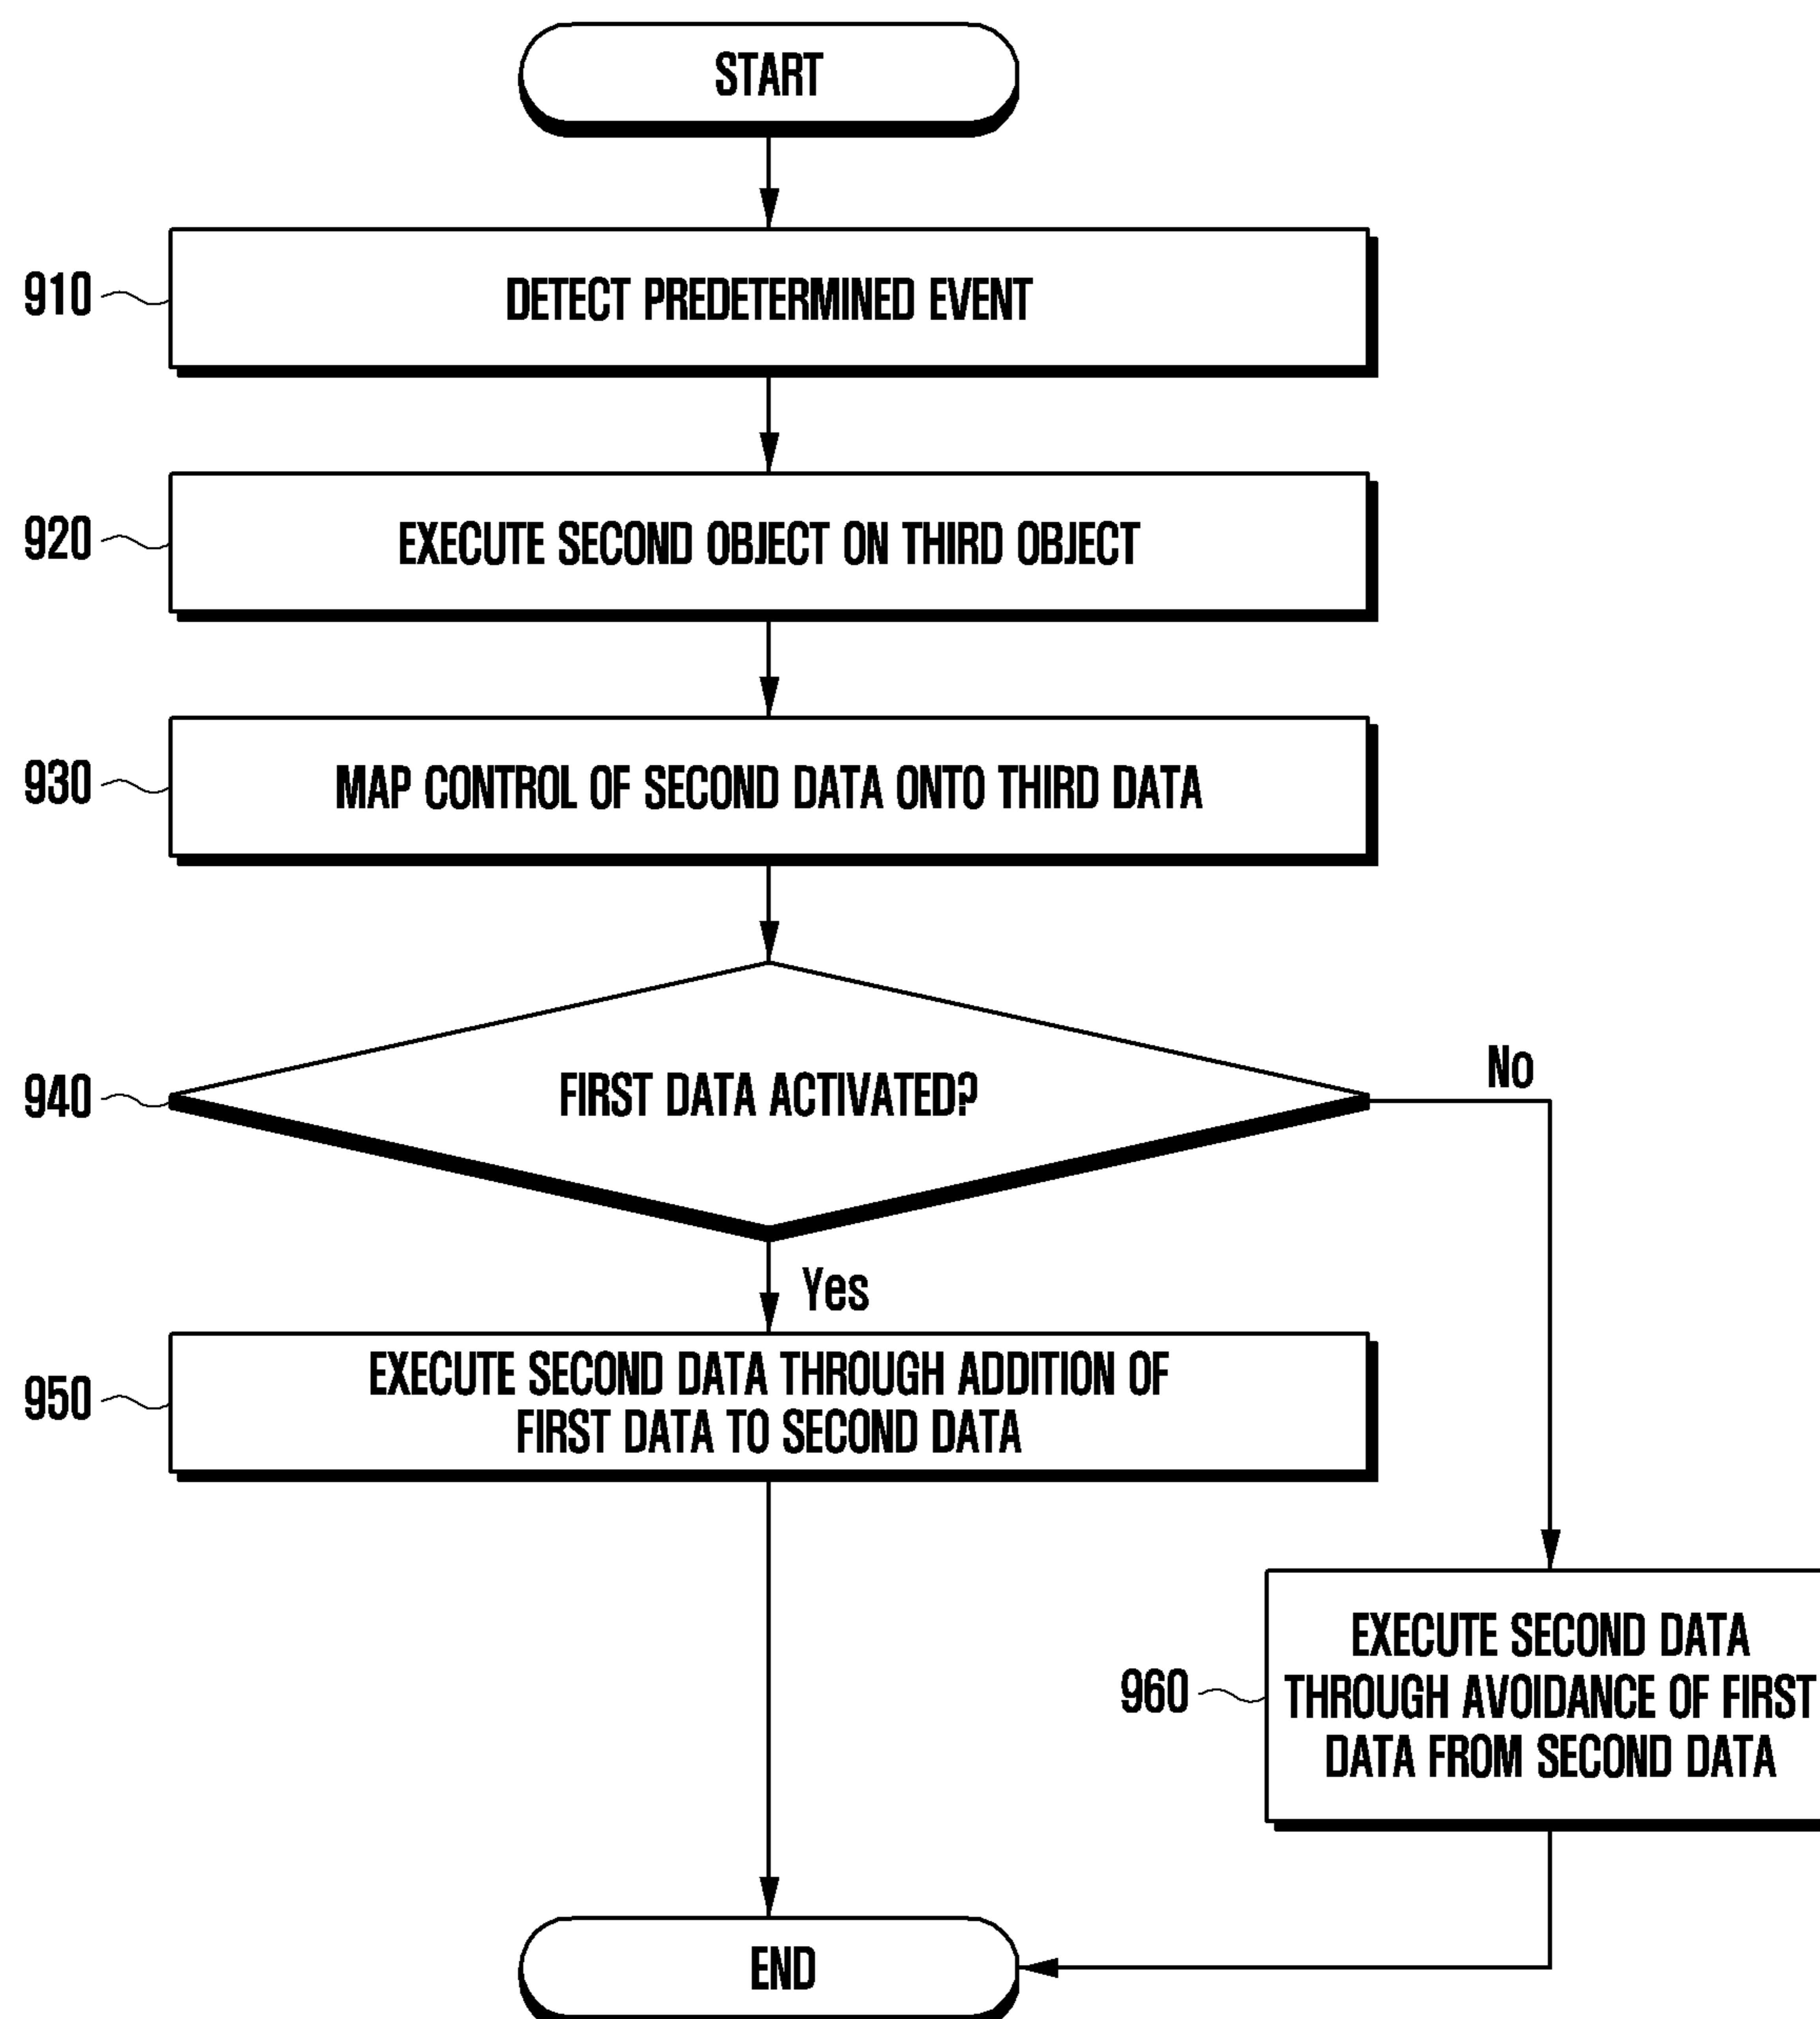 START
910
DETECT PREDETERMINED EVENT
920
EXECUTE SECOND OBJECT ON THIRD OBJECT
930
MAP CONTROL OF SECOND DATA ONTO THIRD DATA
940
FIRST DATA ACTIVATED?
No
Yes
950
EXECUTE SECOND DATA THROUGH ADDITION OF
FIRST DATA TO SECOND DATA
960
EXECUTE SECOND DATA
THROUGH AVOIDANCE OF FIRST
DATA FROM SECOND DATA
END